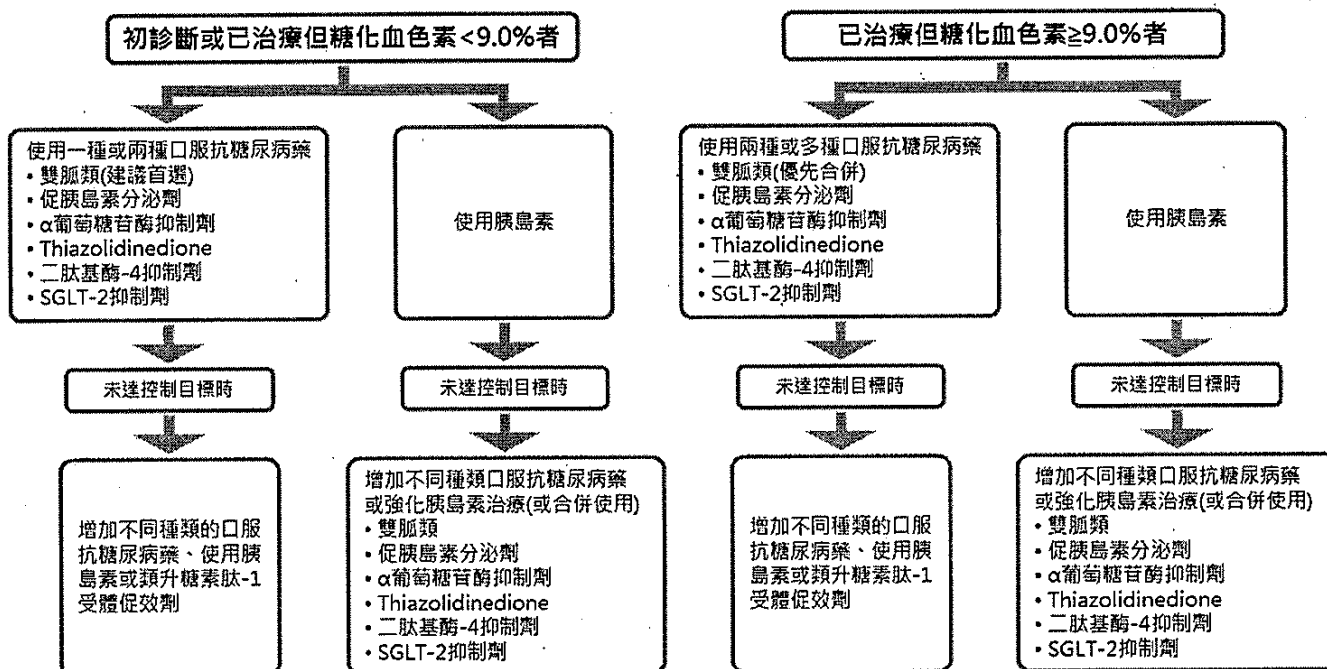 初診斷或已治療但糖化血色素<9.0%者
使用一種或兩種口服抗糖尿病藥
• 雙胍類(建議首選)
• 促胰島素分泌劑
• α葡萄糖苷酶抑制劑
• Thiazolidinedione
• 二肽基酶-4抑制劑
• SGLT-2抑制劑
未達控制目標時
增加不同種類的口服
抗糖尿病藥、使用胰
島素或類升糖素肽-1
受體促效劑
使用胰島素
未達控制目標時
增加不同種類口服抗糖尿病藥
或強化胰島素治療(或合併使用)
• 雙胍類
• 促胰島素分泌劑
• α葡萄糖苷酶抑制劑
• Thiazolidinedione
• 二肽基酶-4抑制劑
• SGLT-2抑制劑
已治療但糖化血色素≧9.0%者
使用兩種或多種口服抗糖尿病藥
• 雙胍類(優先合併)
• 促胰島素分泌劑
• α葡萄糖苷酶抑制劑
• Thiazolidinedione
• 二肽基酶-4抑制劑
• SGLT-2抑制劑
未達控制目標時
增加不同種類的口服
抗糖尿病藥、使用胰
島素或類升糖素肽-1
受體促效劑
使用胰島素
未達控制目標時
增加不同種類口服抗糖尿病藥
或強化胰島素治療(或合併使用)
• 雙胍類
• 促胰島素分泌劑
• α葡萄糖苷酶抑制劑
• Thiazolidinedione
• 二肽基酶-4抑制劑
• SGLT-2抑制劑